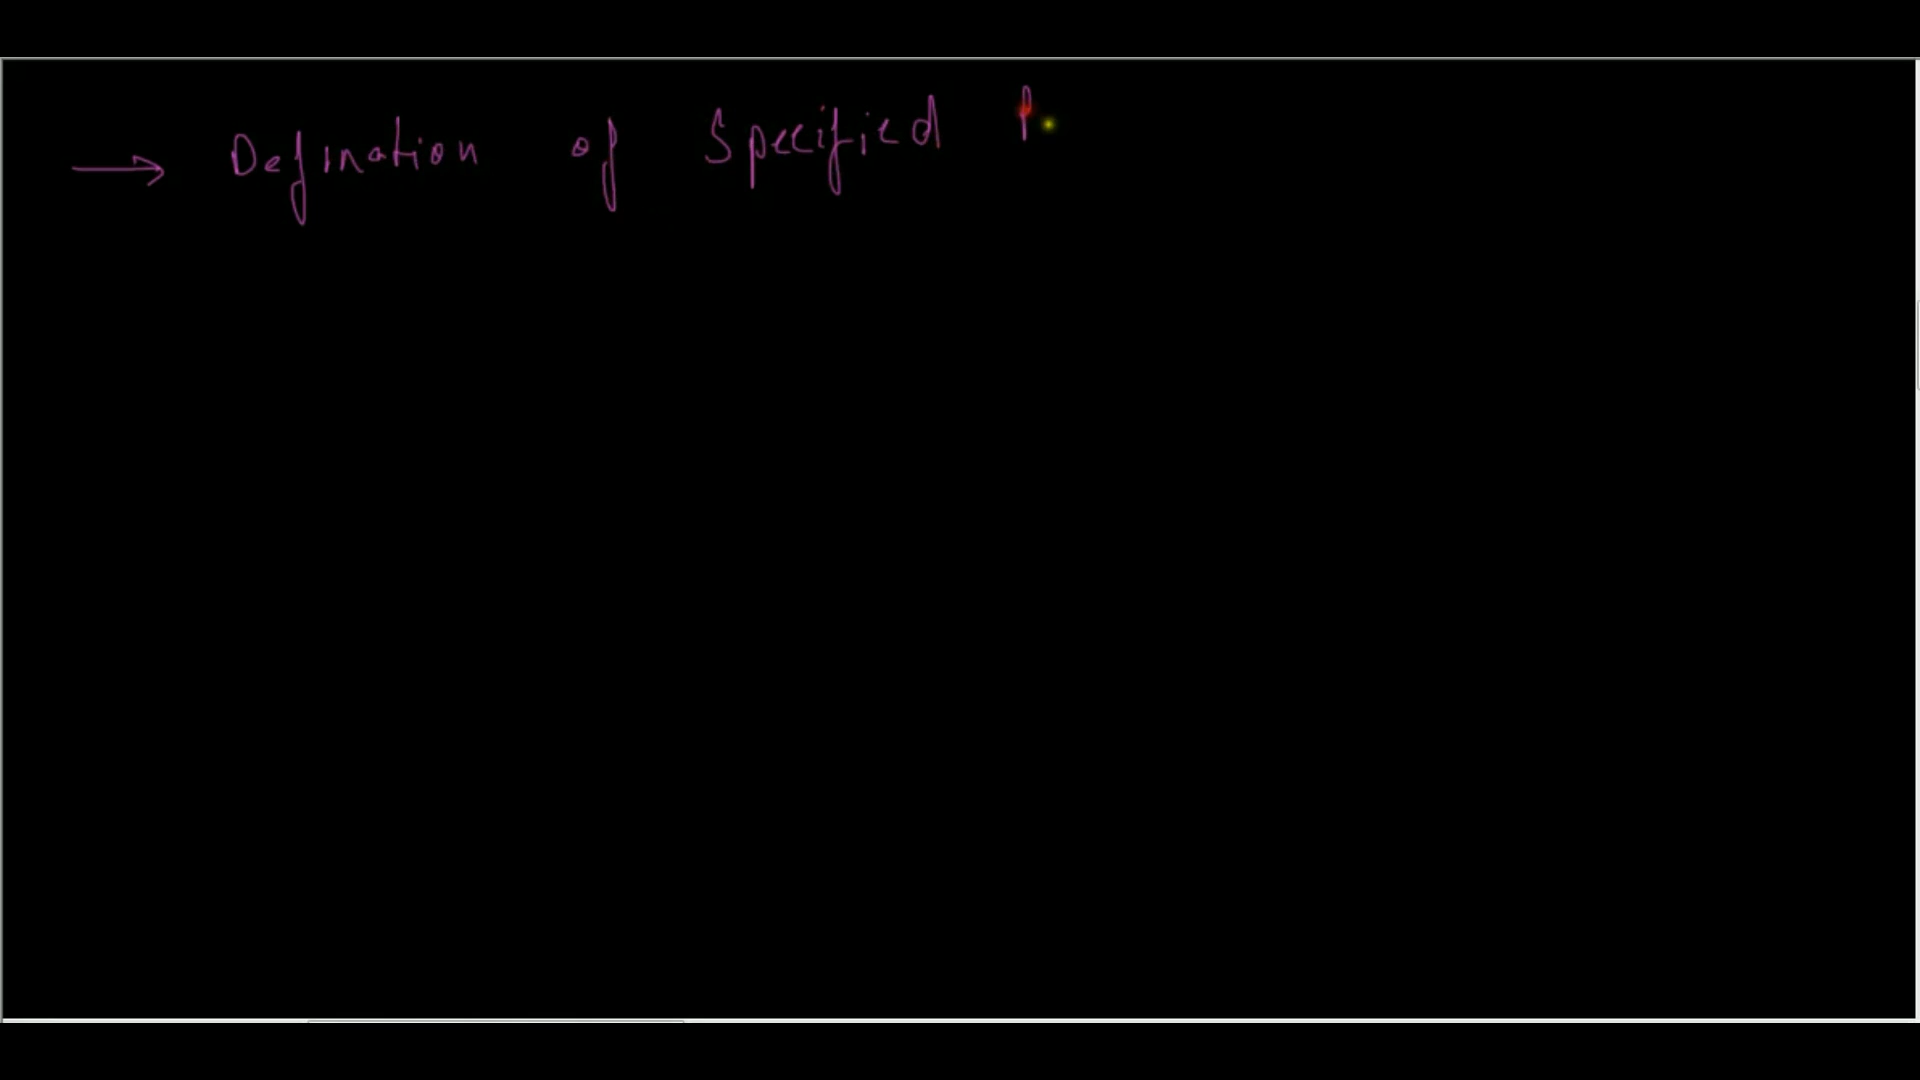 → Defination of Specified P